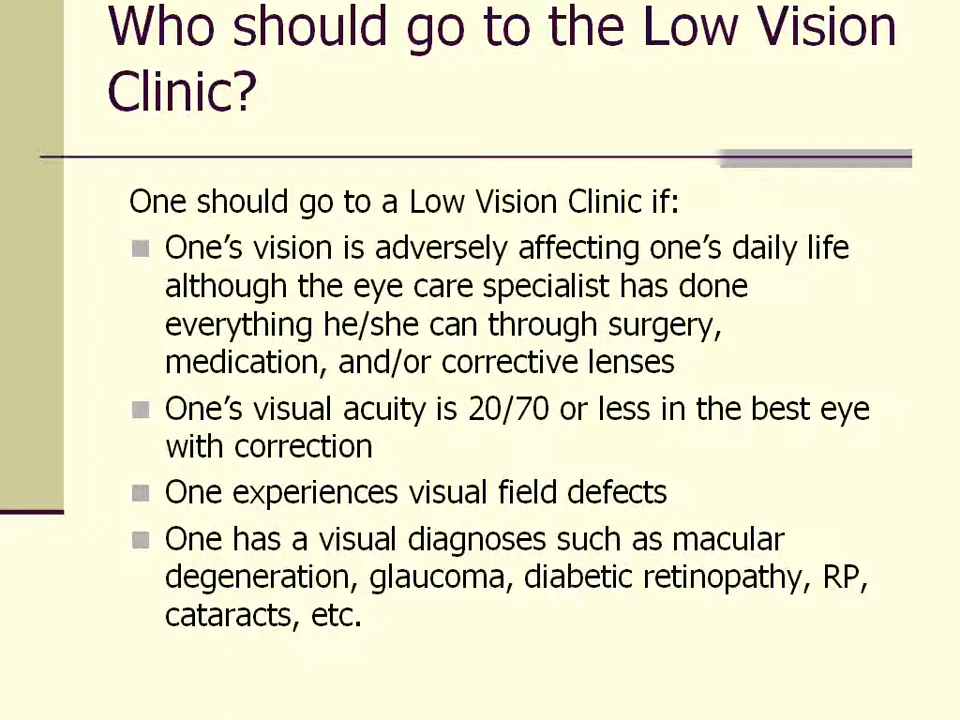 Who should go to the Low Vision
Clinic?
One should go to a Low Vision Clinic if:
One's vision is adversely affecting one's daily life
although the eye care specialist has done
everything he/she can through surgery,
medication, and/or corrective lenses
One's visual acuity is 20/70 or less in the best eye
with correction
One experiences visual field defects
One has a visual diagnoses such as macular
degeneration, glaucoma, diabetic retinopathy, RP,
cataracts, etc.